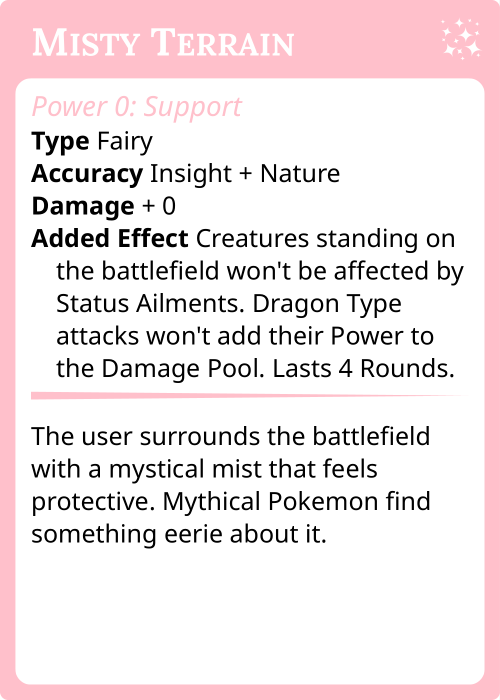 Misty Terrain
Power 0: Support
Type Fairy
Accuracy Insight + Nature
Damage + 0
Added Effect Creatures standing on
the battlefield won't be affected by
Status Ailments. Dragon Type
attacks won't add their Power to
the Damage Pool. Lasts 4 Rounds.
The user surrounds the battlefield
with a mystical mist that feels
protective. Mythical Pokemon find
something eerie about it.